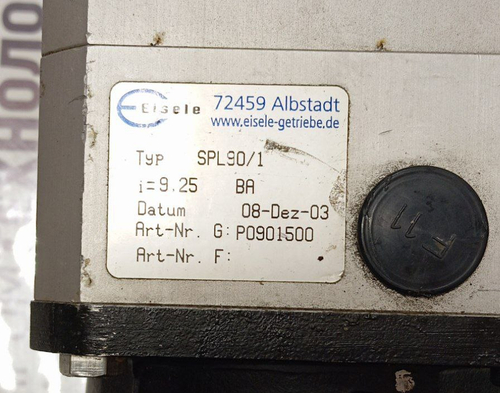 Eisele 72459 Albstadt
www.eisele-getriebe.de
Typ SPL90/1
i=9.25 BA
Datum 08-Dez-03
Art-Nr. G: P0901500
Art-Nr. F: